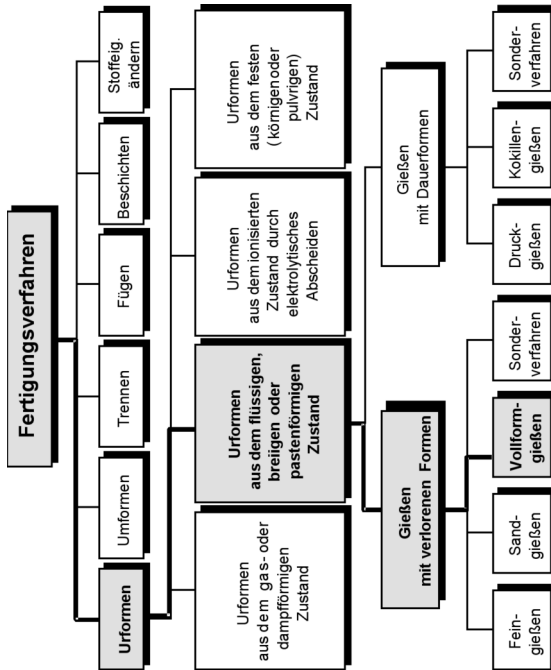 Fertigungsverfahren
Urformen
Umformen
Trennen
Fügen
Beschichten
Stoffeig.
ändern
Urformen
aus dem gas- oder
dampfförmigen
Zustand
Urformen
aus dem flüssigen,
breiigen oder
pastenförmigen
Zustand
Urformen
aus dem ionisierten
Zustand durch
elektrolytisches
Abscheiden
Urformen
aus dem festen
(körnigen oder
pulvrigen)
Zustand
Gießen
mit verlorenen Formen
Gießen
mit Dauerformen
Fein-
gießen
Sand-
gießen
Vollform-
gießen
Sonder-
verfahren
Druck-
gießen
Kokillen-
gießen
Sonder-
verfahren